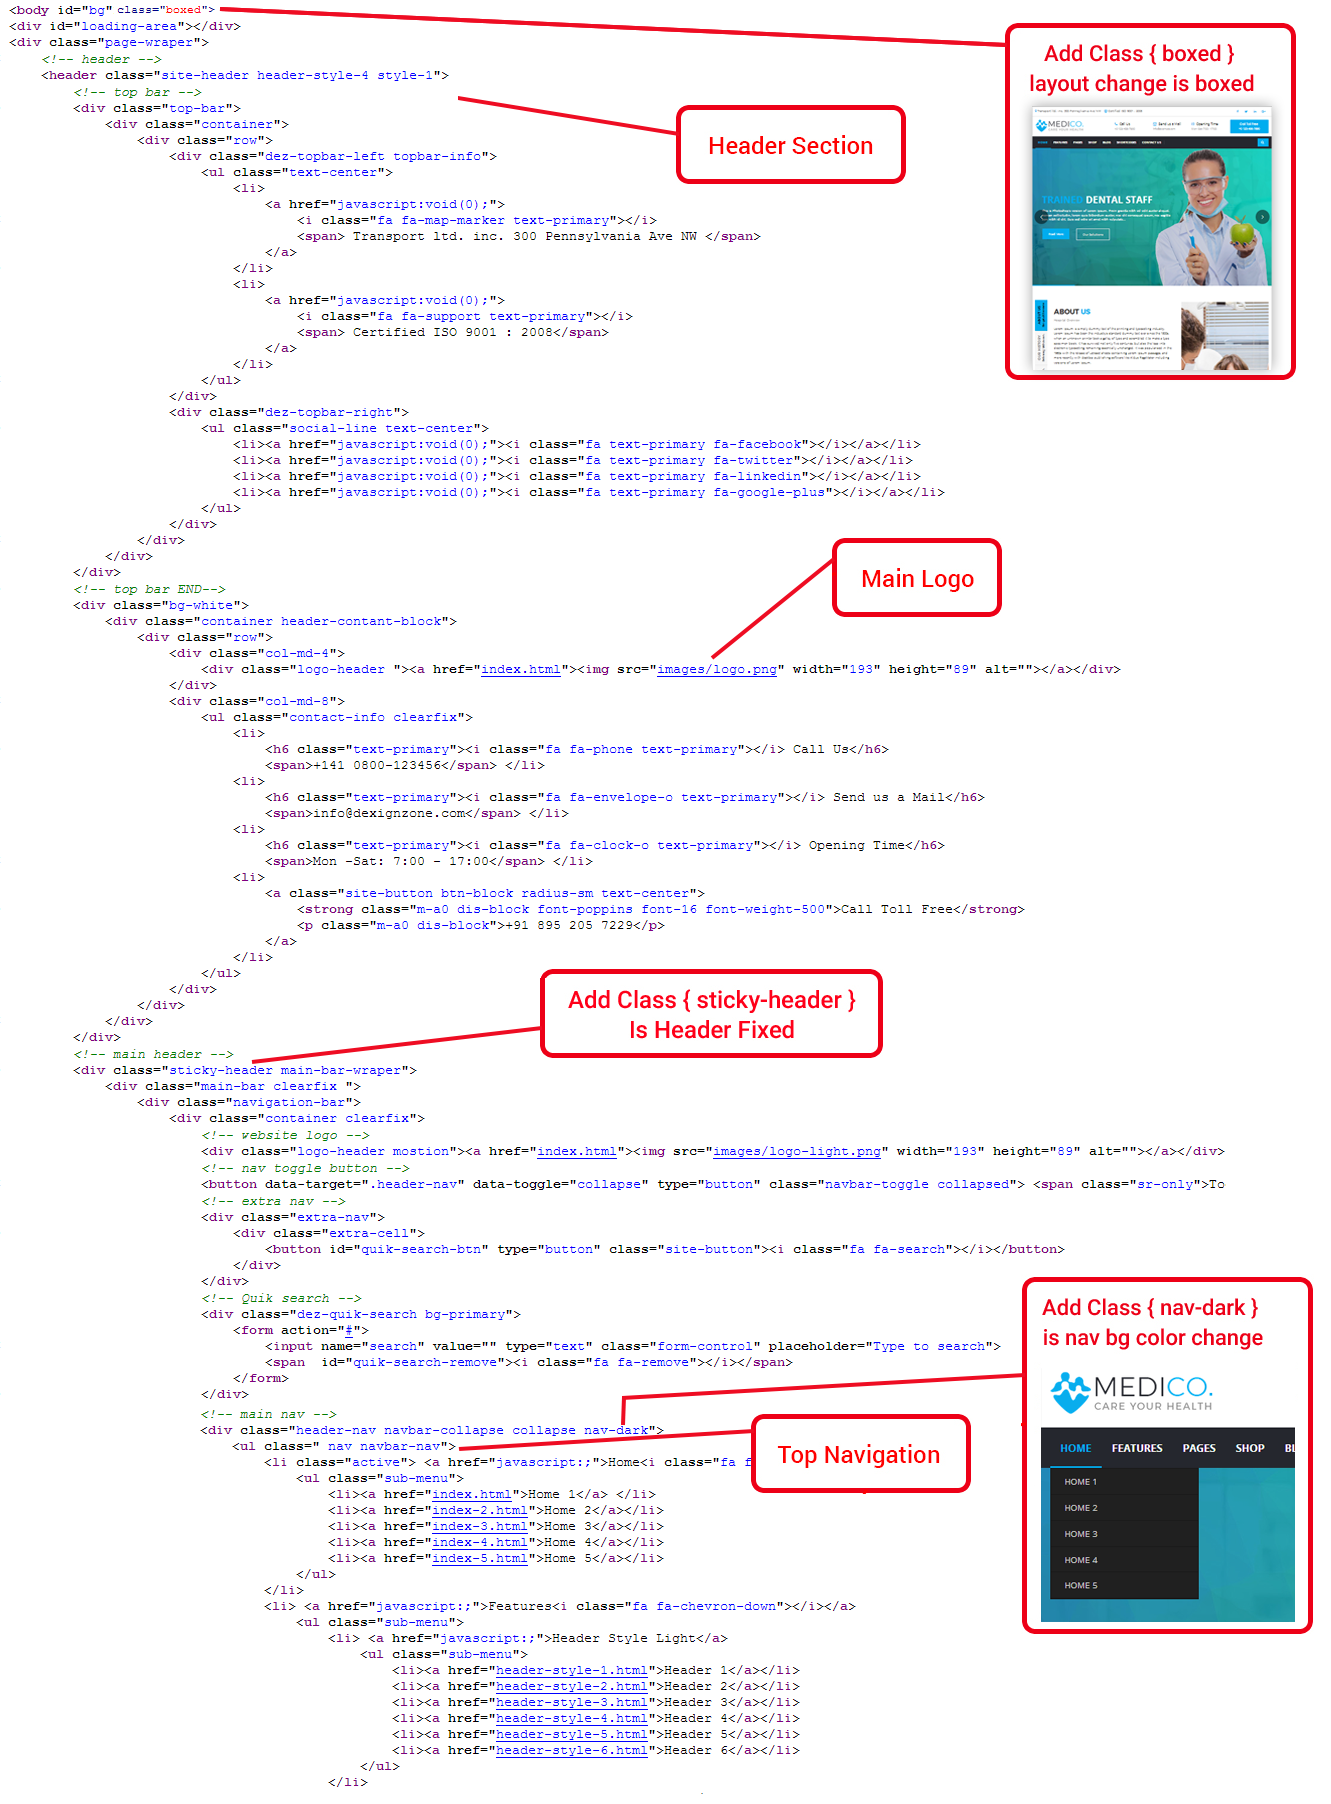 <body id="bg" class="boxed">
<div id="loading-area"></div>
<div class="page-wraper">
<!-- header -->
<header class="site-header header-style-4 style-1">
<!-- top bar -->
<div class="top-bar">
<div class="container">
<div class="row">
<div class="dez-topbar-left topbar-info">
<ul class="text-center">
<li>
<a href="javascript:void(0);">
<i class="fa fa-map-marker text-primary"></i>
<span> Transport ltd. inc. 300 Pennsylvania Ave NW </span>
</a>
</li>
<li>
<a href="javascript:void(0);">
<i class="fa fa-support text-primary"></i>
<span> Certified ISO 9001 : 2008</span>
</a>
</li>
</ul>
</div>
<div class="dez-topbar-right">
<ul class="social-line text-center">
<li><a href="javascript:void(0);"><i class="fa text-primary fa-facebook"></i></a></li>
<li><a href="javascript:void(0);"><i class="fa text-primary fa-twitter"></i></a></li>
<li><a href="javascript:void(0);"><i class="fa text-primary fa-linkedin"></i></a></li>
<li><a href="javascript:void(0);"><i class="fa text-primary fa-google-plus"></i></a></li>
</ul>
</div>
</div>
</div>
</div>
<!-- top bar END-->
<div class="bg-white">
<div class="container header-contant-block">
<div class="row">
<div class="col-md-4">
<div class="logo-header "><a href="index.html"><img src="images/logo.png" width="193" height="89" alt=""></a></div>
</div>
<div class="col-md-8">
<ul class="contact-info clearfix">
<li>
<h6 class="text-primary"><i class="fa fa-phone text-primary"></i> Call Us</h6>
<span>+141 0800-123456</span> </li>
<li>
<h6 class="text-primary"><i class="fa fa-envelope-o text-primary"></i> Send us a Mail</h6>
<span>info@dexignzone.com</span> </li>
<li>
<h6 class="text-primary"><i class="fa fa-clock-o text-primary"></i> Opening Time</h6>
<span>Mon -Sat: 7:00 - 17:00</span> </li>
<li>
<a class="site-button btn-block radius-sm text-center">
<strong class="m-a0 dis-block font-poppins font-16 font-weight-500">Call Toll Free</strong>
<p class="m-a0 dis-block">+91 895 205 7229</p>
</a>
</li>
</ul>
</div>
</div>
</div>
</div>
<!-- main header -->
<div class="sticky-header main-bar-wraper">
<div class="main-bar clearfix ">
<div class="navigation-bar">
<div class="container clearfix">
<!-- website logo -->
<div class="logo-header mostion"><a href="index.html"><img src="images/logo-light.png" width="193" height="89" alt=""></a></div>
<!-- nav toggle button -->
<button data-target=".header-nav" data-toggle="collapse" type="button" class="navbar-toggle collapsed"> <span class="sr-only">To
<!-- extra nav -->
<div class="extra-nav">
<div class="extra-cell">
<button id="quik-search-btn" type="button" class="site-button"><i class="fa fa-search"></i></button>
</div>
</div>
<!-- Quik search -->
<div class="dez-quik-search bg-primary">
<form action="#">
<input name="search" value="" type="text" class="form-control" placeholder="Type to search">
<span  id="quik-search-remove"><i class="fa fa-remove"></i></span>
</form>
</div>
<!-- main nav -->
<div class="header-nav navbar-collapse collapse nav-dark">
<ul class=" nav navbar-nav">
<li class="active"> <a href="javascript:;">Home<i class="fa f
<ul class="sub-menu">
<li><a href="index.html">Home 1</a> </li>
<li><a href="index-2.html">Home 2</a></li>
<li><a href="index-3.html">Home 3</a></li>
<li><a href="index-4.html">Home 4</a></li>
<li><a href="index-5.html">Home 5</a></li>
</ul>
</li>
<li> <a href="javascript:;">Features<i class="fa fa-chevron-down"></i></a>
<ul class="sub-menu">
<li> <a href="javascript:;">Header Style Light</a>
<ul class="sub-menu">
<li><a href="header-style-1.html">Header 1</a></li>
<li><a href="header-style-2.html">Header 2</a></li>
<li><a href="header-style-3.html">Header 3</a></li>
<li><a href="header-style-4.html">Header 4</a></li>
<li><a href="header-style-5.html">Header 5</a></li>
<li><a href="header-style-6.html">Header 6</a></li>
</ul>
</li>
Add Class { boxed }
layout change is boxed
MEDICO.
CARE YOUR HEALTH
Call Us
Send us a Mail
Opening Time
Call Toll Free
HOME FEATURES PAGES SHOP BLOG SHORTCODES CONTACT US
TRAINED DENTAL STAFF
ABOUT US
Header Section
Main Logo
Add Class { sticky-header }
Is Header Fixed
Add Class { nav-dark }
is nav bg color change
MEDICO.
CARE YOUR HEALTH
HOME FEATURES PAGES SHOP BL
HOME 1
HOME 2
HOME 3
HOME 4
HOME 5
Top Navigation